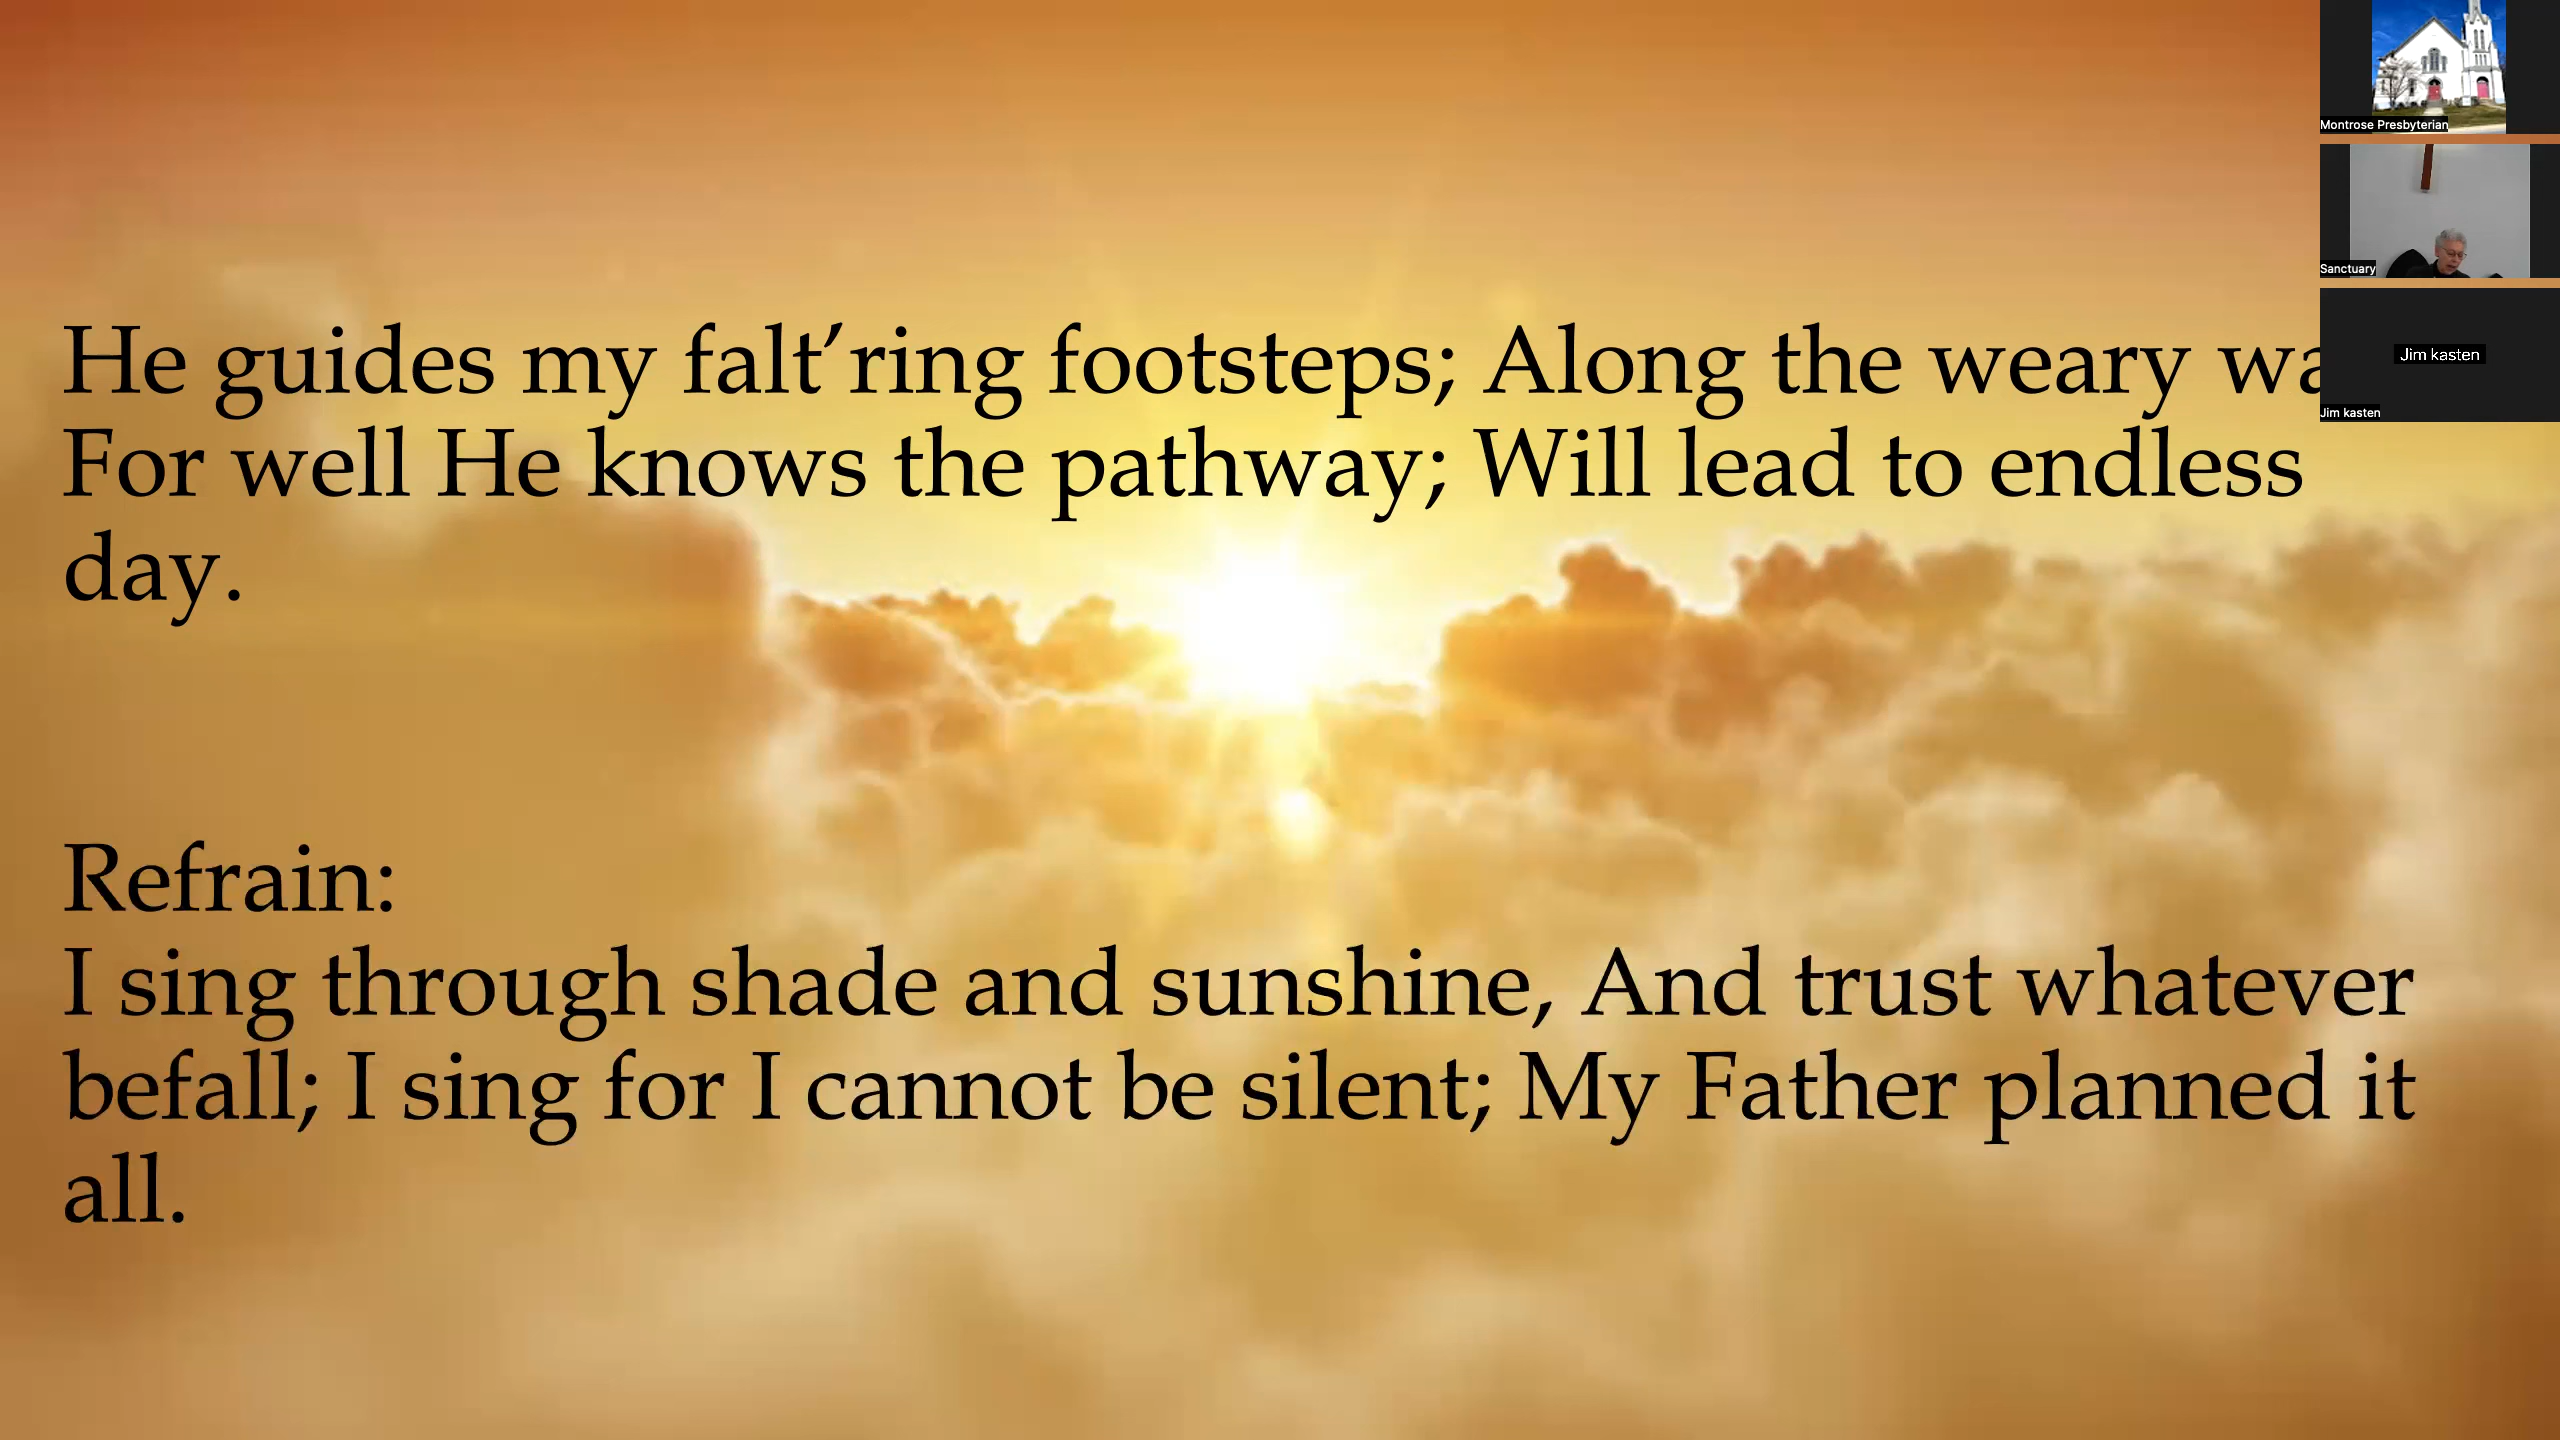 He guides my falt’ring footsteps; Along the weary
For well He knows the pathway; Will lead to endless
day.
Refrain:
I sing through shade and sunshine, And trust whatever
befall; I sing for I cannot be silent; My Father planned it
all.
Montrose Presbyterian
Sanctuary
Jim kasten
Jim kasten